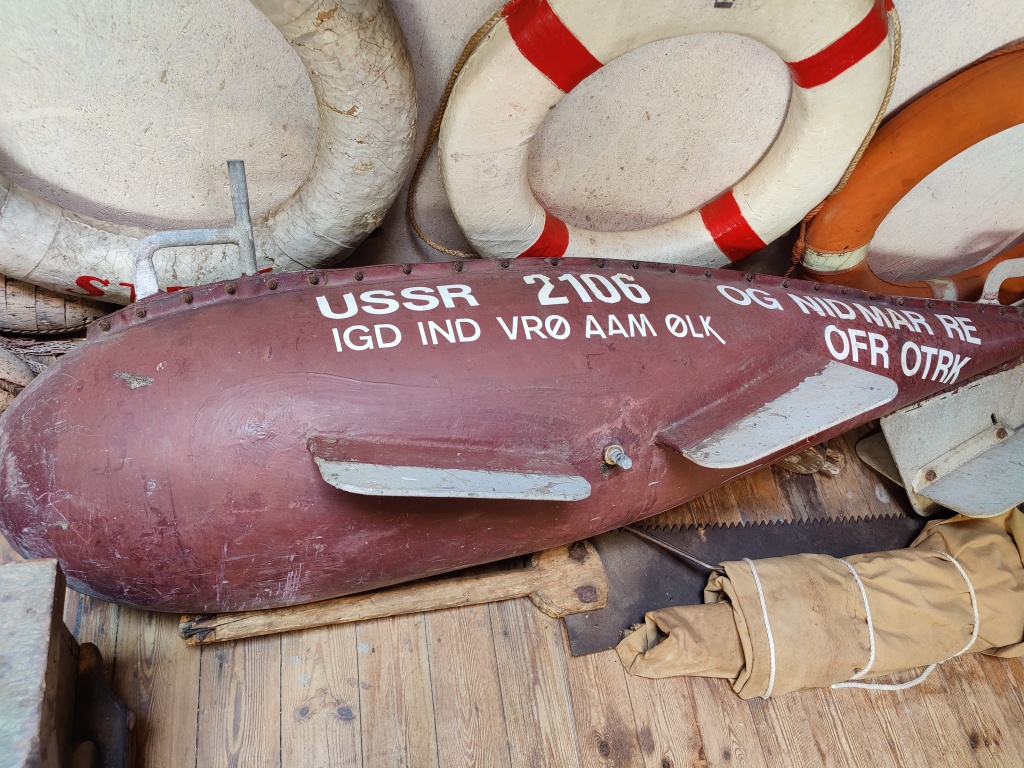 USSR 2106 OG NIDMAR RE
IGD IND VRØ AAM ØLK OFR OTRK